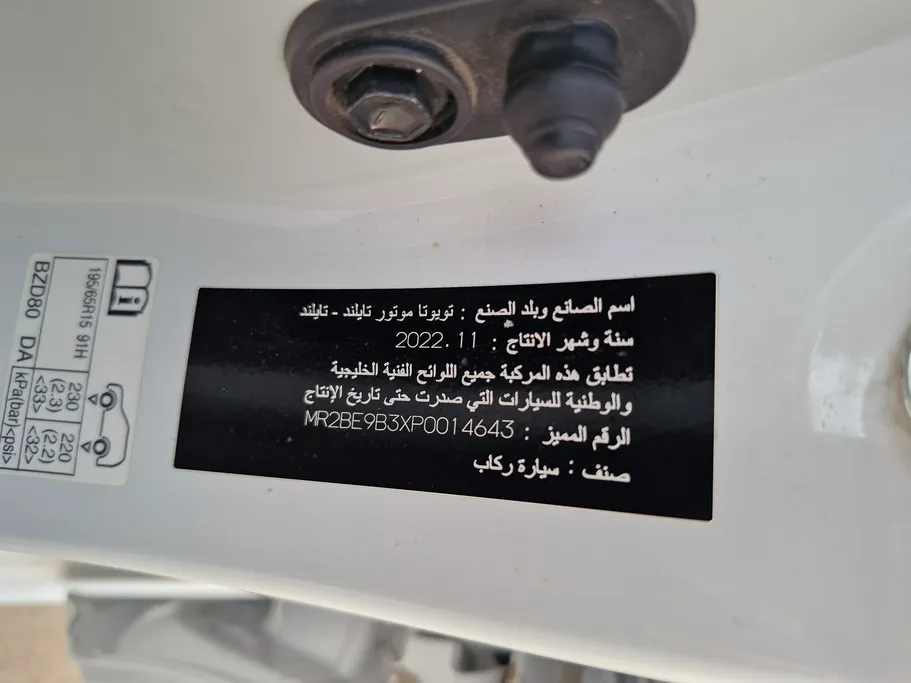 اسم الصانع وبلد الصنع : تويوتا موتور تايلند - تايلند
سنة وشهر الانتاج : 2022.11
تطابق هذه المركبة جميع اللوائح الفنية الخليجية
والوطنية للسيارات التي صدرت حتى تاريخ الإنتاج
الرقم المميز : MR2BE9B3XP0014643
صنف : سيارة ركاب
195/65R15 91H
230 (2.3) <33>
220 (2.2) <32>
kPa(bar)<psi>
BZD80 DA